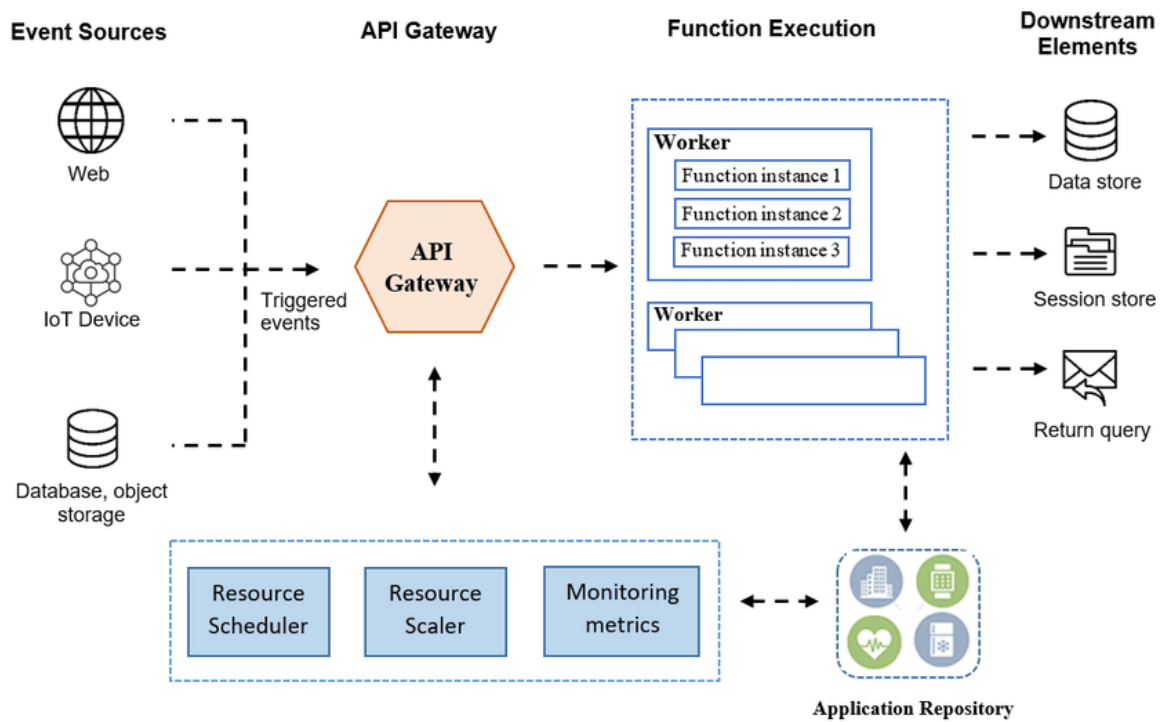 Event Sources
API Gateway
Function Execution
Downstream
Elements
Web
IoT Device
Database, object
storage
Triggered
events
API
Gateway
Worker
Function instance 1
Function instance 2
Function instance 3
Worker
Data store
Session store
Return query
Resource
Scheduler
Resource
Scaler
Monitoring
metrics
Application Repository